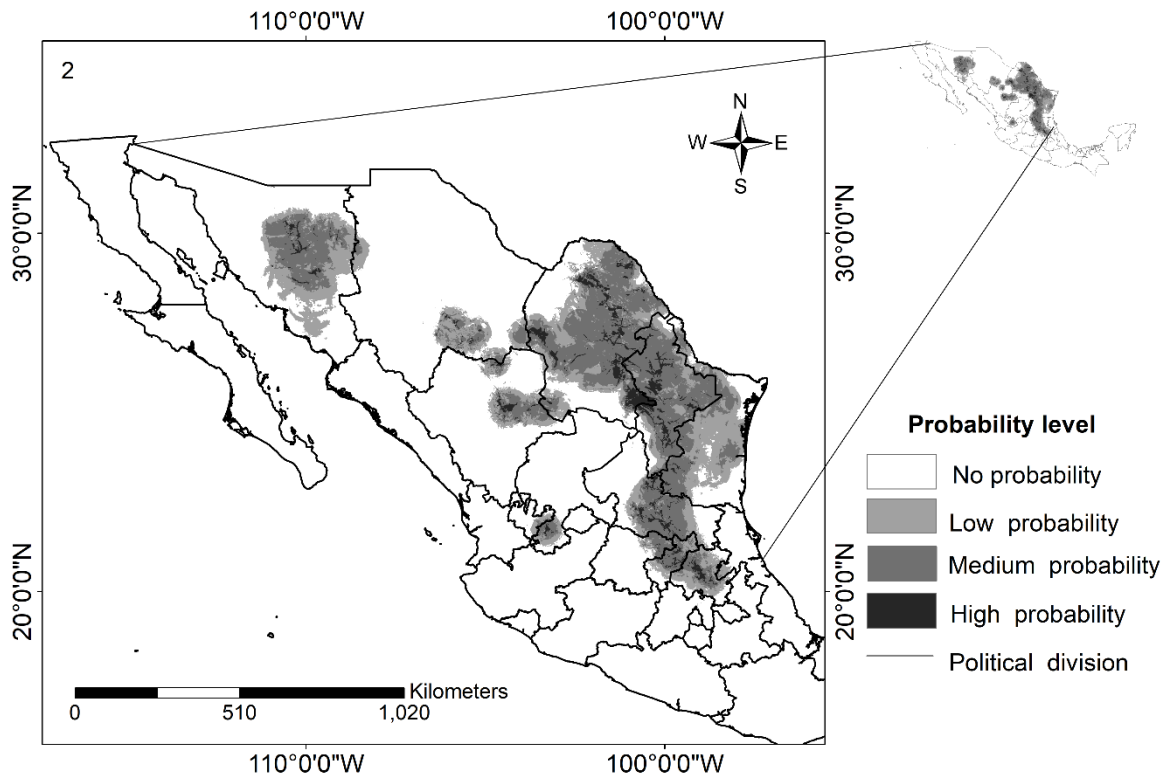 110°0'0"W 100°0'0"W
2
N
W E
S
30°0'0"N 30°0'0"N
20°0'0"N 20°0'0"N
Probability level
No probability
Low probability
Medium probability
High probability
Political division
Kilometers
0 510 1,020
110°0'0"W 100°0'0"W